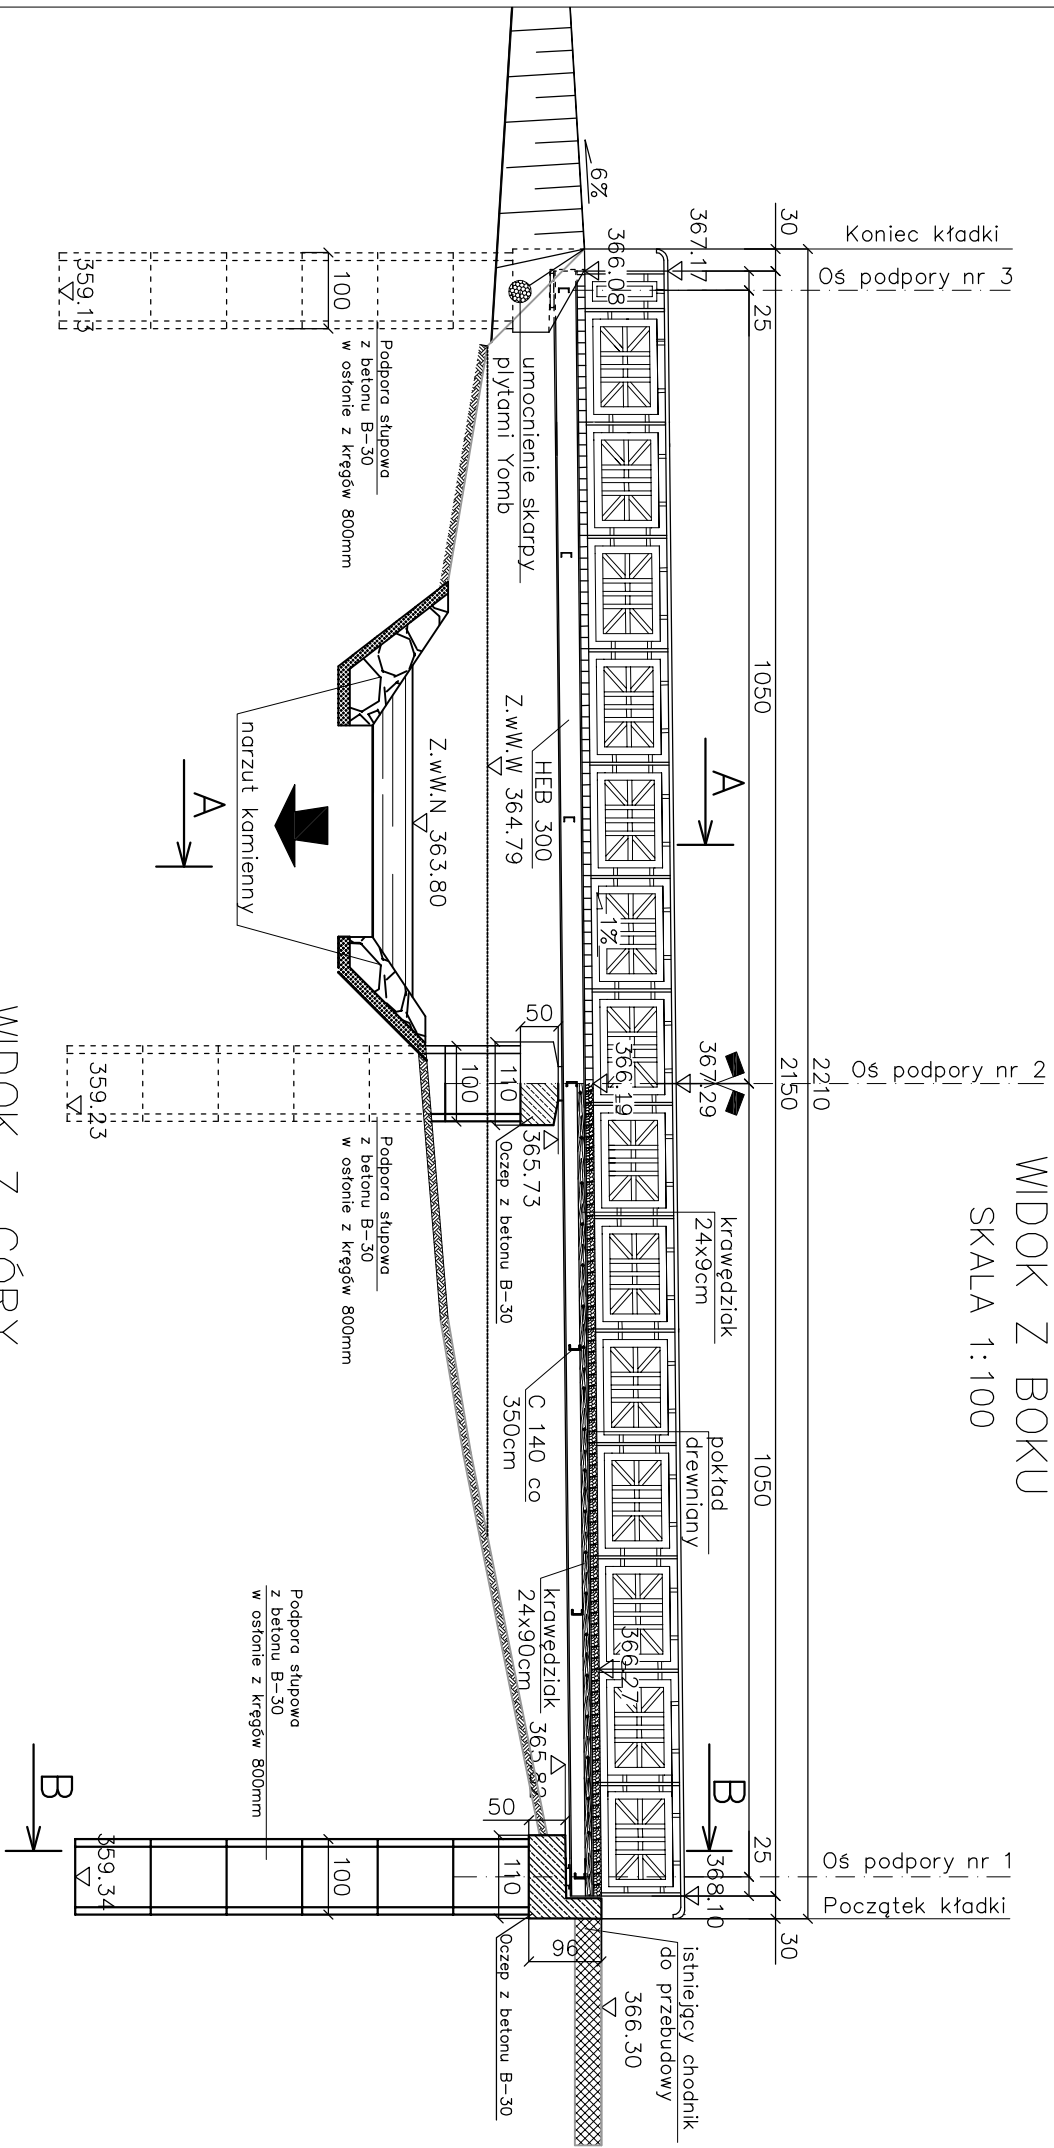 WIDOK Z BOKU
SKALA 1:100
Koniec kładki
Oś podpory nr 3
Oś podpory nr 2
Oś podpory nr 1
Początek kładki
2210
30
2150
30
25
1050
1050
25
6%
367.17
366.08
A
1%
367.29
366.19
krawędziak
24x9cm
pokład
drewniany
366.27
B
368.10
istniejący chodnik
do przebudowy
366.30
umocnienie skarpy
płytami Yomb
HEB 300
Z.wW.W 364.79
Z.wW.N 363.80
50
110
100
365.73
Oczep z betonu B-30
C 140 co
350cm
krawędziak
24x90cm
50
110
100
96
Oczep z betonu B-30
100
359.13
Podpora słupowa
z betonu B-30
w osłonie z kręgów 800mm
narzut kamienny
A
359.23
Podpora słupowa
z betonu B-30
w osłonie z kręgów 800mm
Podpora słupowa
z betonu B-30
w osłonie z kręgów 800mm
359.34
B
WIDOK Z GÓRY